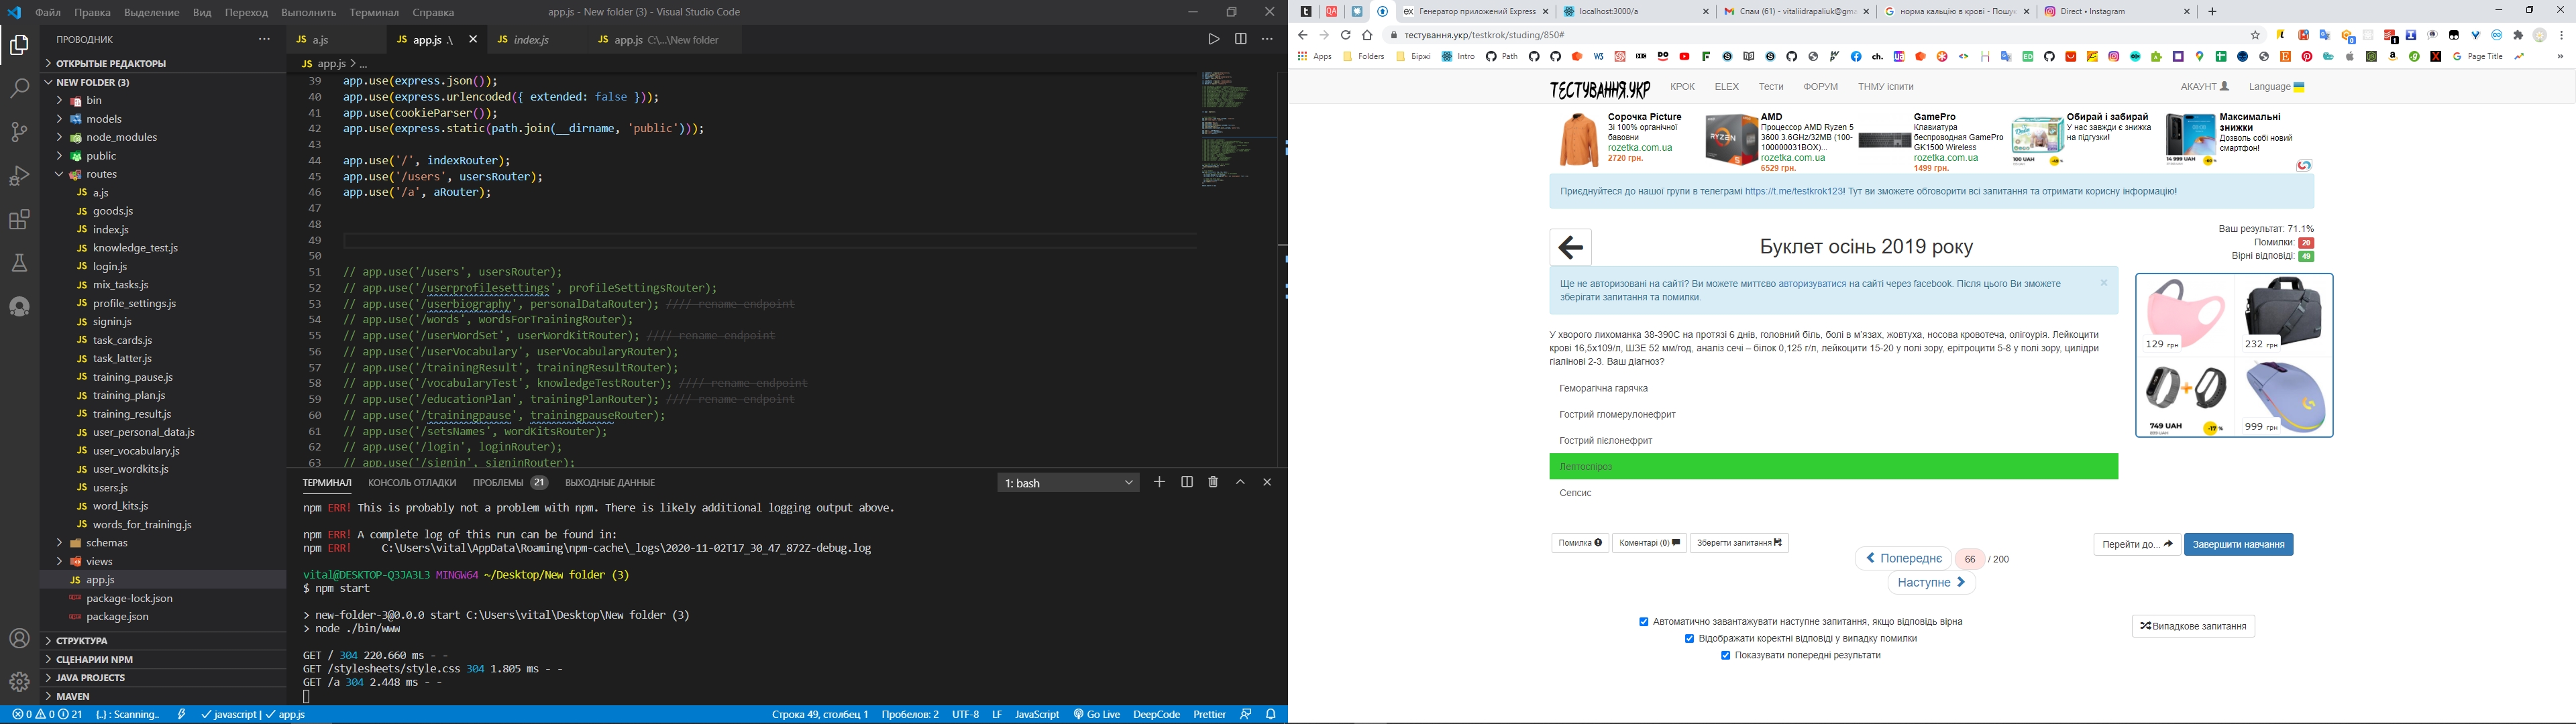 Файл Правка Выделение Вид Переход Выполнить Терминал Справка
app.js - New folder (3) - Visual Studio Code
ПРОВОДНИК
ОТКРЫТЫЕ РЕДАКТОРЫ
NEW FOLDER (3)
bin
models
node_modules
public
routes
a.js
goods.js
index.js
knowledge_test.js
login.js
mix_tasks.js
profile_settings.js
signin.js
task_cards.js
task_latter.js
training_pause.js
training_plan.js
training_result.js
user_personal_data.js
user_vocabulary.js
user_wordkits.js
users.js
word_kits.js
words_for_training.js
schemas
views
app.js
package-lock.json
package.json
СТРУКТУРА
СЦЕНАРИИ NPM
JAVA PROJECTS
MAVEN
JS a.js JS app.js .\ JS index.js JS app.js C:\...\New folder
JS app.js > ...
39 app.use(express.json());
40 app.use(express.urlencoded({ extended: false }));
41 app.use(cookieParser());
42 app.use(express.static(path.join(__dirname, 'public')));
43
44 app.use('/', indexRouter);
45 app.use('/users', usersRouter);
46 app.use('/a', aRouter);
47
48
49
50
51 // app.use('/users', usersRouter);
52 // app.use('/userprofilesettings', profileSettingsRouter);
53 // app.use('/userbiography', personalDataRouter); //// rename endpoint
54 // app.use('/words', wordsForTrainingRouter);
55 // app.use('/userWordSet', userWordKitRouter); //// rename endpoint
56 // app.use('/userVocabulary', userVocabularyRouter);
57 // app.use('/trainingResult', trainingResultRouter);
58 // app.use('/vocabularyTest', knowledgeTestRouter); //// rename endpoint
59 // app.use('/educationPlan', trainingPlanRouter); //// rename endpoint
60 // app.use('/trainingpause', trainingpauseRouter);
61 // app.use('/setsNames', wordKitsRouter);
62 // app.use('/login', loginRouter);
63 // app.use('/signin', signinRouter);
ТЕРМИНАЛ КОНСОЛЬ ОТЛАДКИ ПРОБЛЕМЫ 21 ВЫХОДНЫЕ ДАННЫЕ
1: bash
npm ERR! This is probably not a problem with npm. There is likely additional logging output above.
npm ERR! A complete log of this run can be found in:
npm ERR! C:\Users\vital\AppData\Roaming\npm-cache\_logs\2020-11-02T17_30_47_872Z-debug.log
vital@DESKTOP-Q3JA3L3 MINGW64 ~/Desktop/New folder (3)
$ npm start
> new-folder-3@0.0.0 start C:\Users\vital\Desktop\New folder (3)
> node ./bin/www
GET / 304 220.660 ms - -
GET /stylesheets/style.css 304 1.805 ms - -
GET /a 304 2.448 ms - -
0 0 21 {..} : Scanning.. javascript | app.js
Строка 49, столбец 1 Пробелов: 2 UTF-8 LF JavaScript Go Live DeepCode Prettier
Генератор приложений Express localhost:3000/a Спам (61) - vitaliidrapaliuk@gma норма кальцію в крові - Пошук Direct • Instagram
тестування.укр/testkrok/studing/850#
Apps Folders Біржі Intro Path Page Title
ТЕСТУВАННЯ.УКР КРОК ELEX Тести ФОРУМ ТНМУ іспити АКАУНТ Language
Сорочка Picture
Зі 100% органічної
бавовни
rozetka.com.ua
2720 грн.
AMD
Процессор AMD Ryzen 5
3600 3.6GHz/32MB (100-
100000031BOX)...
rozetka.com.ua
6529 грн.
GamePro
Клавиатура
беспроводная GamePro
GK1500 Wireless
rozetka.com.ua
1499 грн.
Обирай і забирай
У нас завжди є знижка
на підгузки!
100 UAH
Максимальні
знижки
Дозволь собі новий
смартфон!
14 999 UAH
Приєднуйтеся до нашої групи в телеграмі https://t.me/testkrok123! Тут ви зможете обговорити всі запитання та отримати корисну інформацію!
Буклет осінь 2019 року
Ваш результат: 71.1%
Помилки: 20
Вірні відповіді: 49
Ще не авторизовані на сайті? Ви можете миттєво авторизуватися на сайті через facebook. Після цього Ви зможете
зберігати запитання та помилки.
129 грн 232 грн
749 UAH -17 % 999 грн
У хворого лихоманка 38-390С на протязі 6 днів, головний біль, болі в м'язах, жовтуха, носова кровотеча, олігурія. Лейкоцити
крові 16,5х109/л, ШЗЕ 52 мм/год, аналіз сечі – білок 0,125 г/л, лейкоцити 15-20 у полі зору, ерітроцити 5-8 у полі зору, цилідри
гіалінові 2-3. Ваш діагноз?
Геморагічна гарячка
Гострий гломерулонефрит
Гострий пієлонефрит
Лептоспіроз
Сепсис
Помилка Коментарі (0) Зберегти запитання
Попереднє 66 / 200
Наступне
Перейти до... Завершити навчання
Автоматично завантажувати наступне запитання, якщо відповідь вірна
Відображати коректні відповіді у випадку помилки
Показувати попередні результати
Випадкове запитання